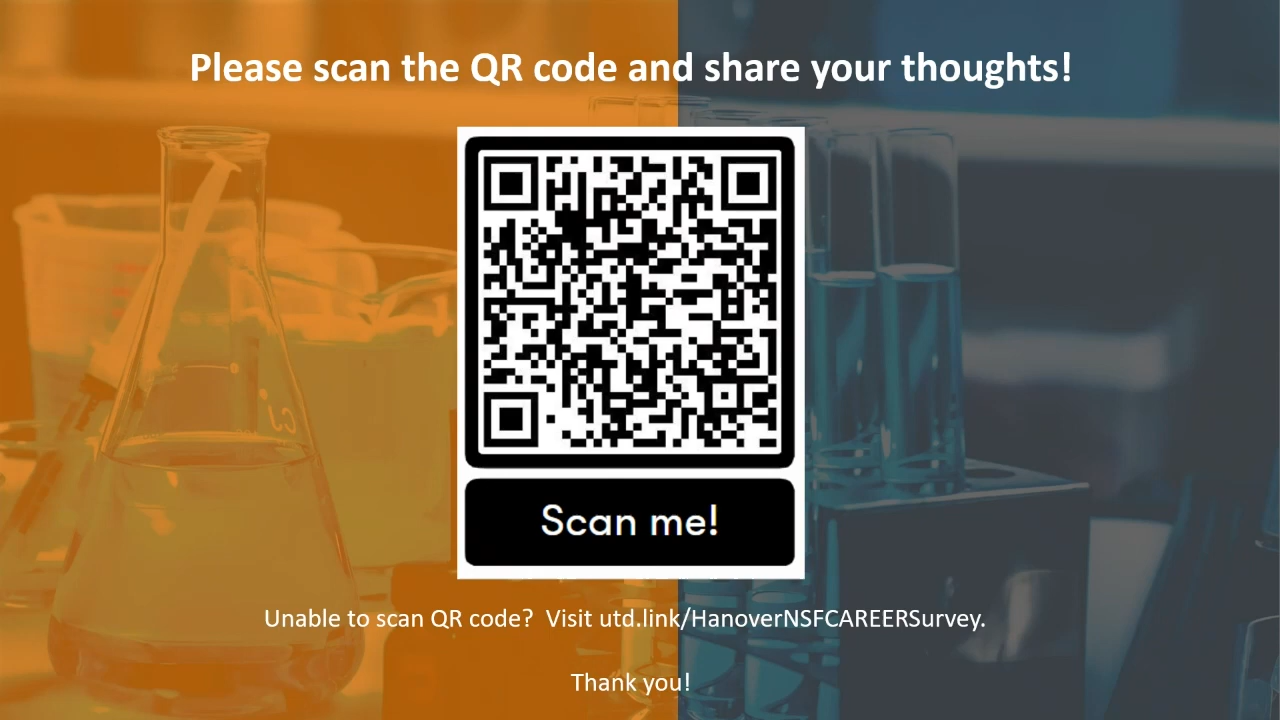 Please scan the QR code and share your thoughts!
Scan me!
Unable to scan QR code?  Visit utd.link/HanoverNSFCAREERSurvey.
Thank you!